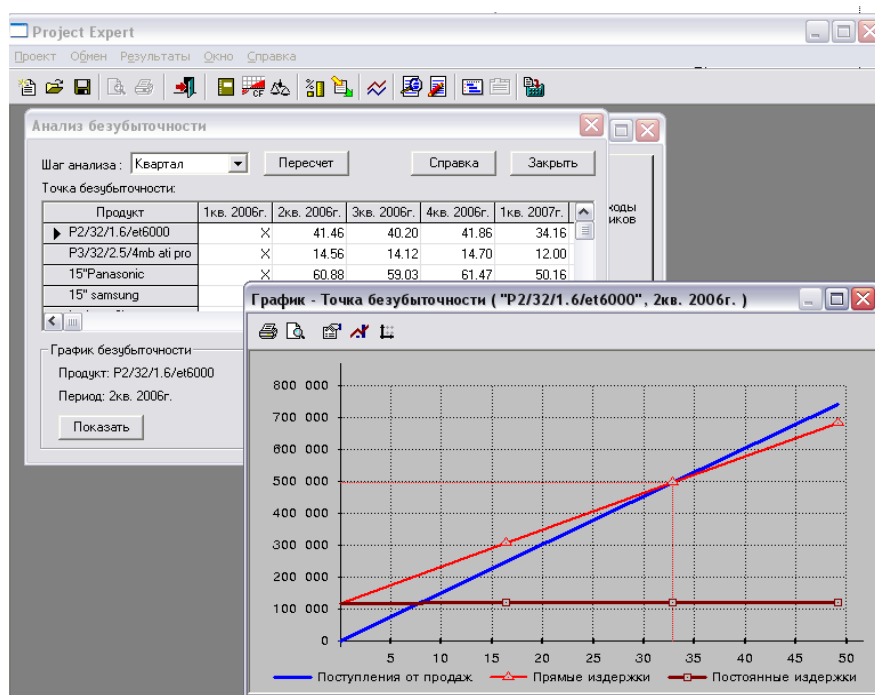 Project Expert
Проект Обмен Результаты Окно Справка
Анализ безубыточности
Шаг анализа : Квартал Пересчет Справка Закрыть
Точка безубыточности:
Продукт 1кв. 2006г. 2кв. 2006г. 3кв. 2006г. 4кв. 2006г. 1кв. 2007г.
P2/32/1.6/et6000 X 41.46 40.20 41.86 34.16
P3/32/2.5/4mb ati pro X 14.56 14.12 14.70 12.00
15"Panasonic X 60.88 59.03 61.47 50.16
15" samsung
График безубыточности
Продукт: P2/32/1.6/et6000
Период: 2кв. 2006г.
Показать
График - Точка безубыточности ( "P2/32/1.6/et6000", 2кв. 2006г. )
800 000
700 000
600 000
500 000
400 000
300 000
200 000
100 000
0
5 10 15 20 25 30 35 40 45 50
Поступления от продаж Прямые издержки Постоянные издержки